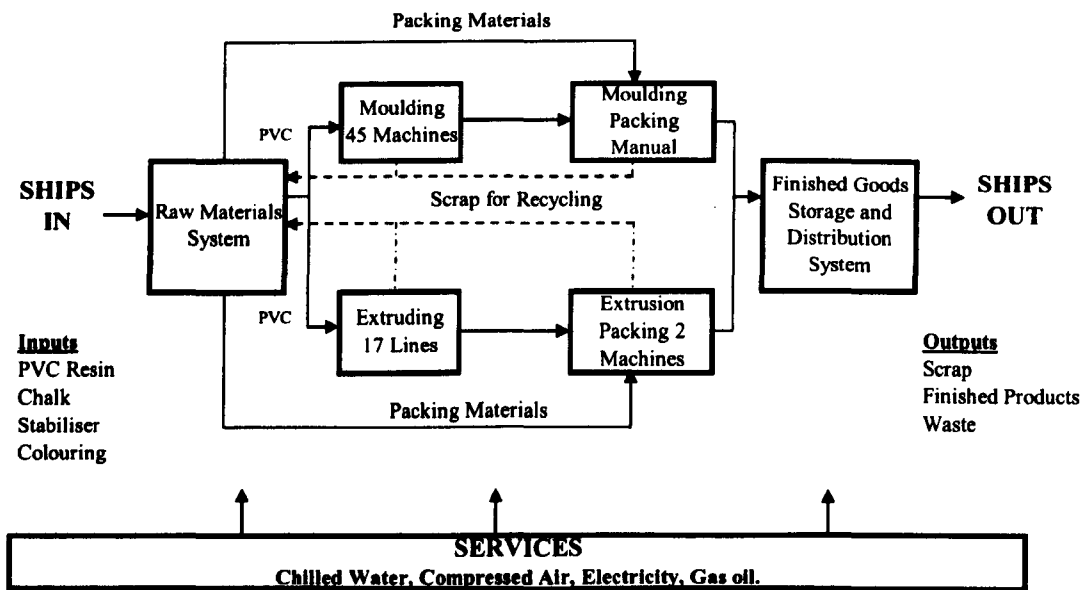 Packing Materials
Moulding
45 Machines
Moulding
Packing
Manual
PVC
SHIPS
IN
Raw Materials
System
Scrap for Recycling
Finished Goods
Storage and
Distribution
System
SHIPS
OUT
PVC
Extruding
17 Lines
Extrusion
Packing 2
Machines
Packing Materials
Inputs
PVC Resin
Chalk
Stabiliser
Colouring
Outputs
Scrap
Finished Products
Waste
SERVICES
Chilled Water, Compressed Air, Electricity, Gas oil.